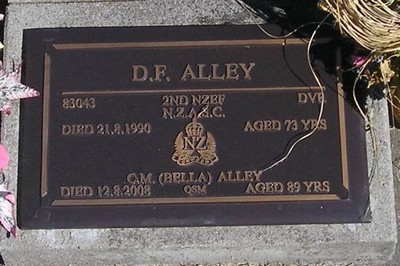 D.F. ALLEY
83043 2ND NZEF DVR
N.Z.A.S.C.
DIED 21.8.1990 AGED 73 YRS
NZ
C.M. (BELLA) ALLEY
DIED 12.8.2008 QSM AGED 89 YRS